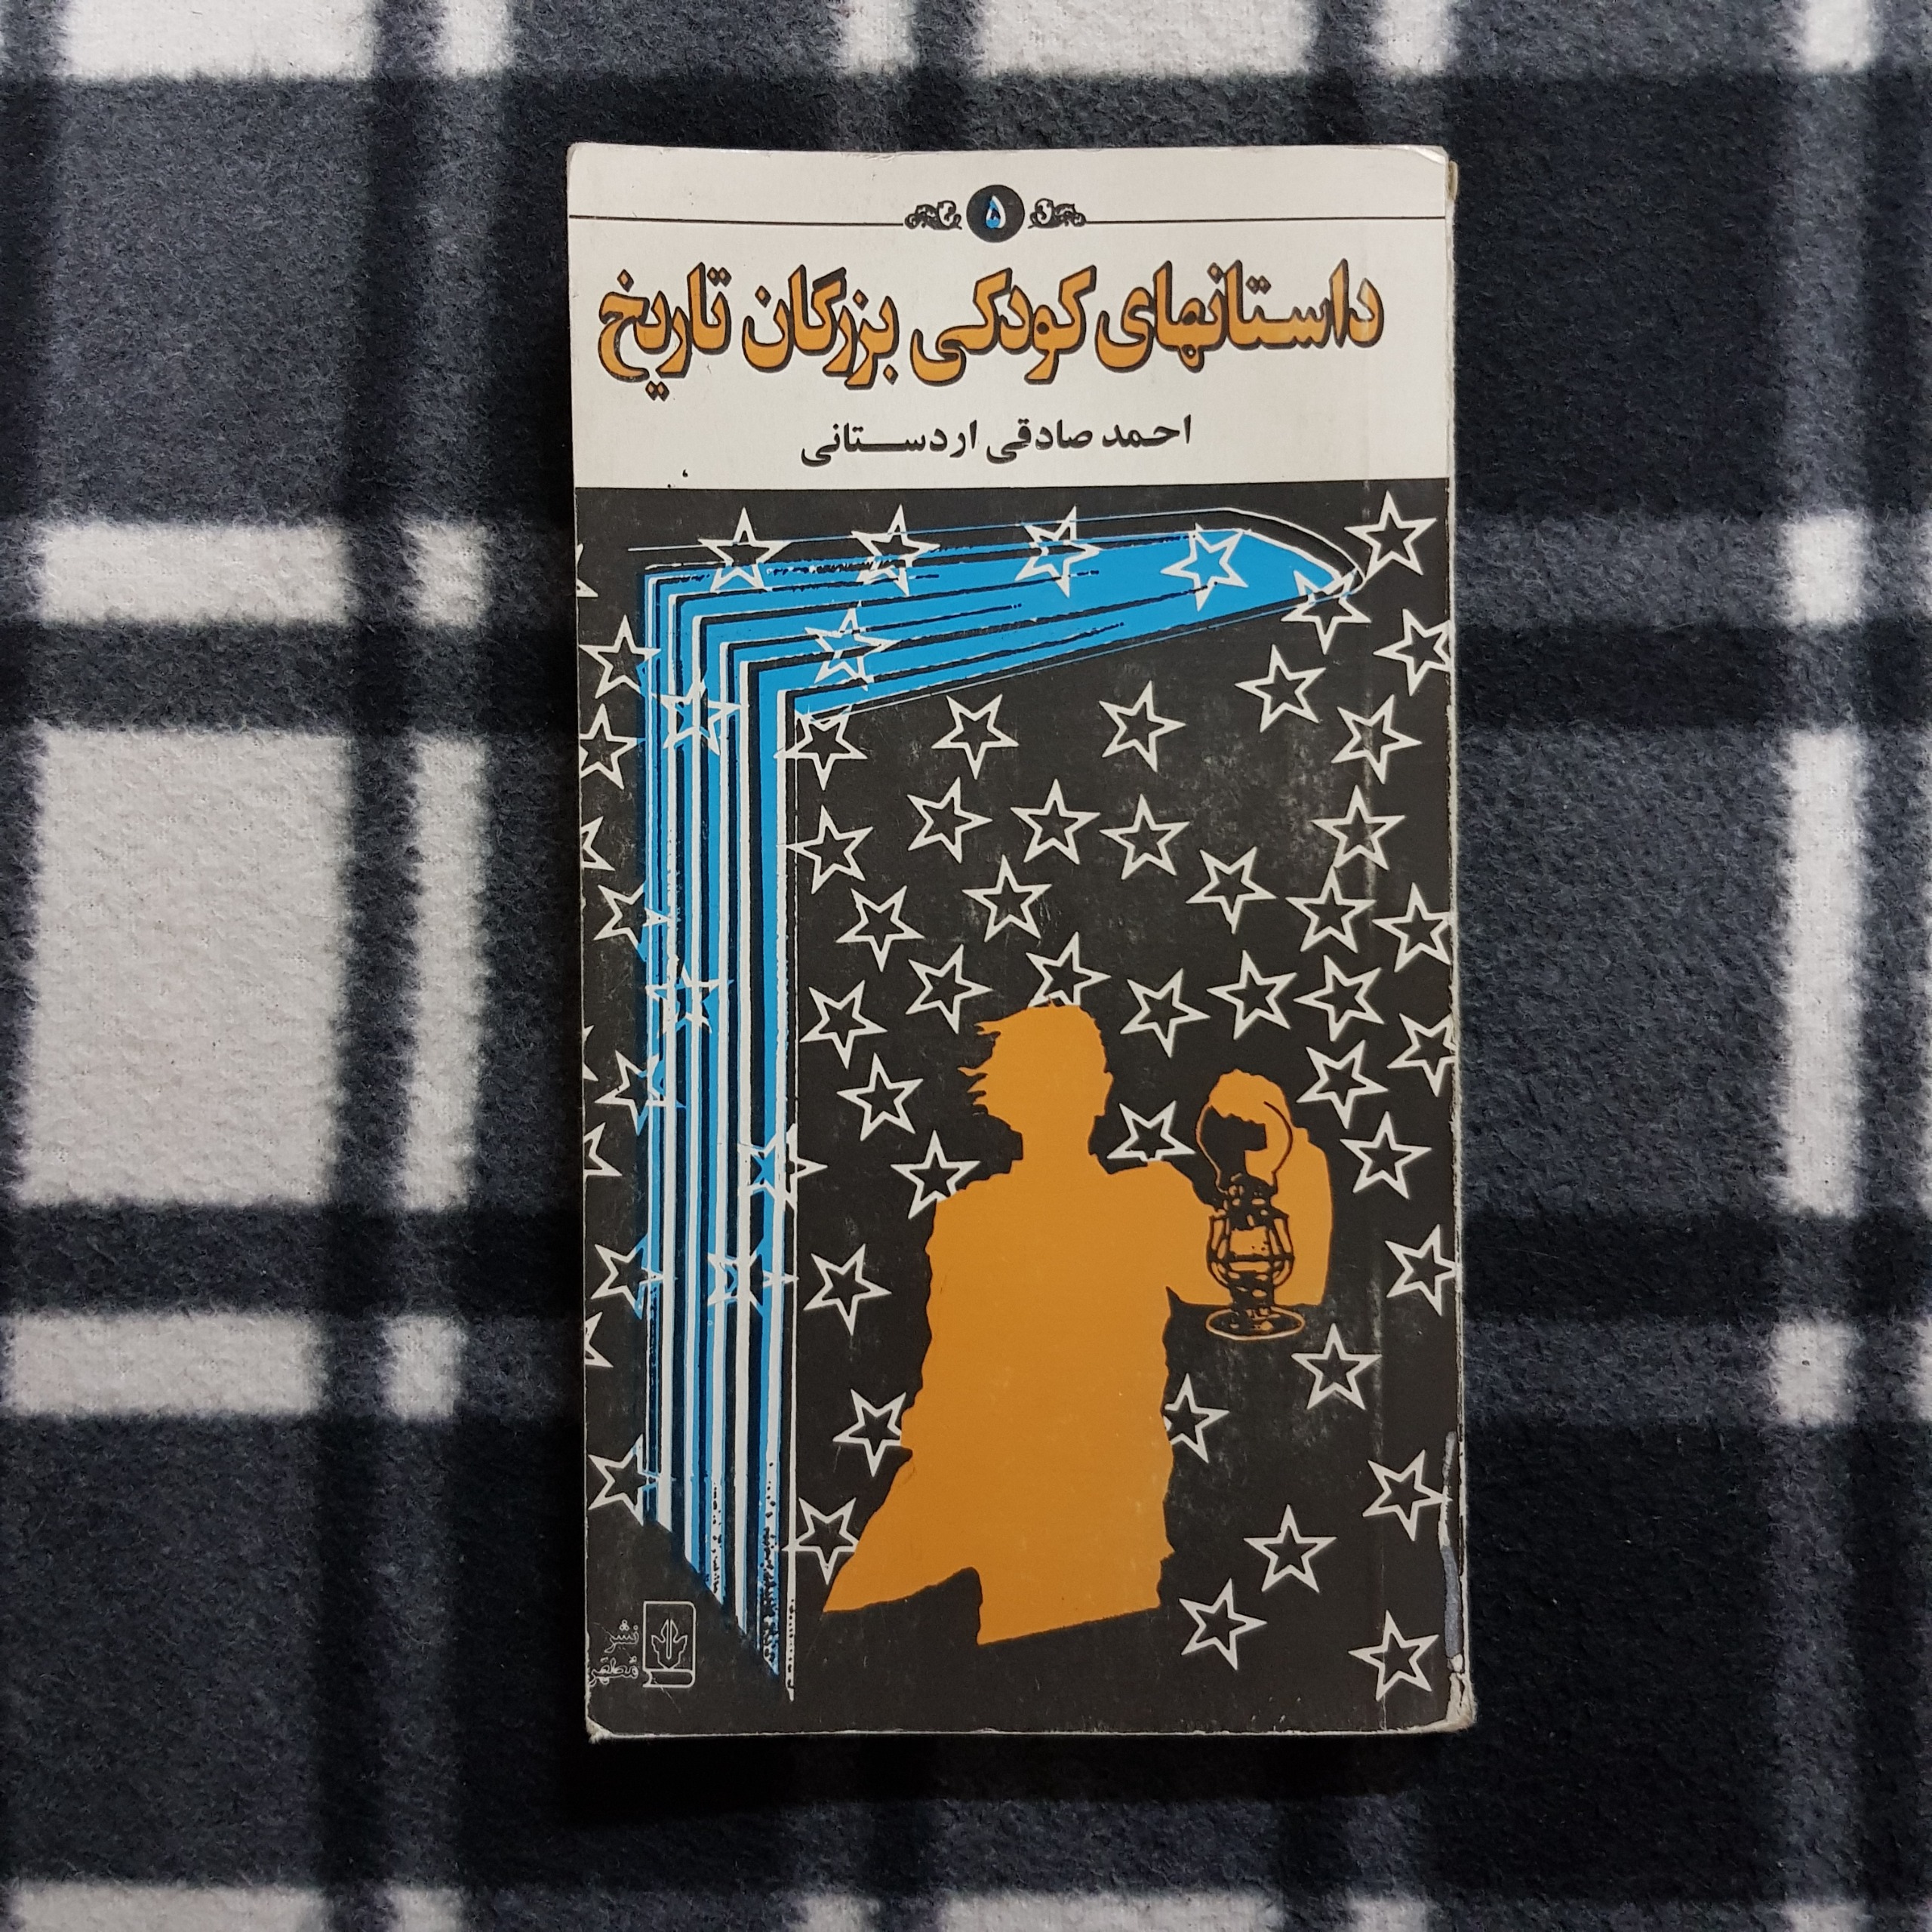 ۵
داستانهای کودکی بزرگان تاریخ
احمد صادقی اردستانی
نشر
مطهر